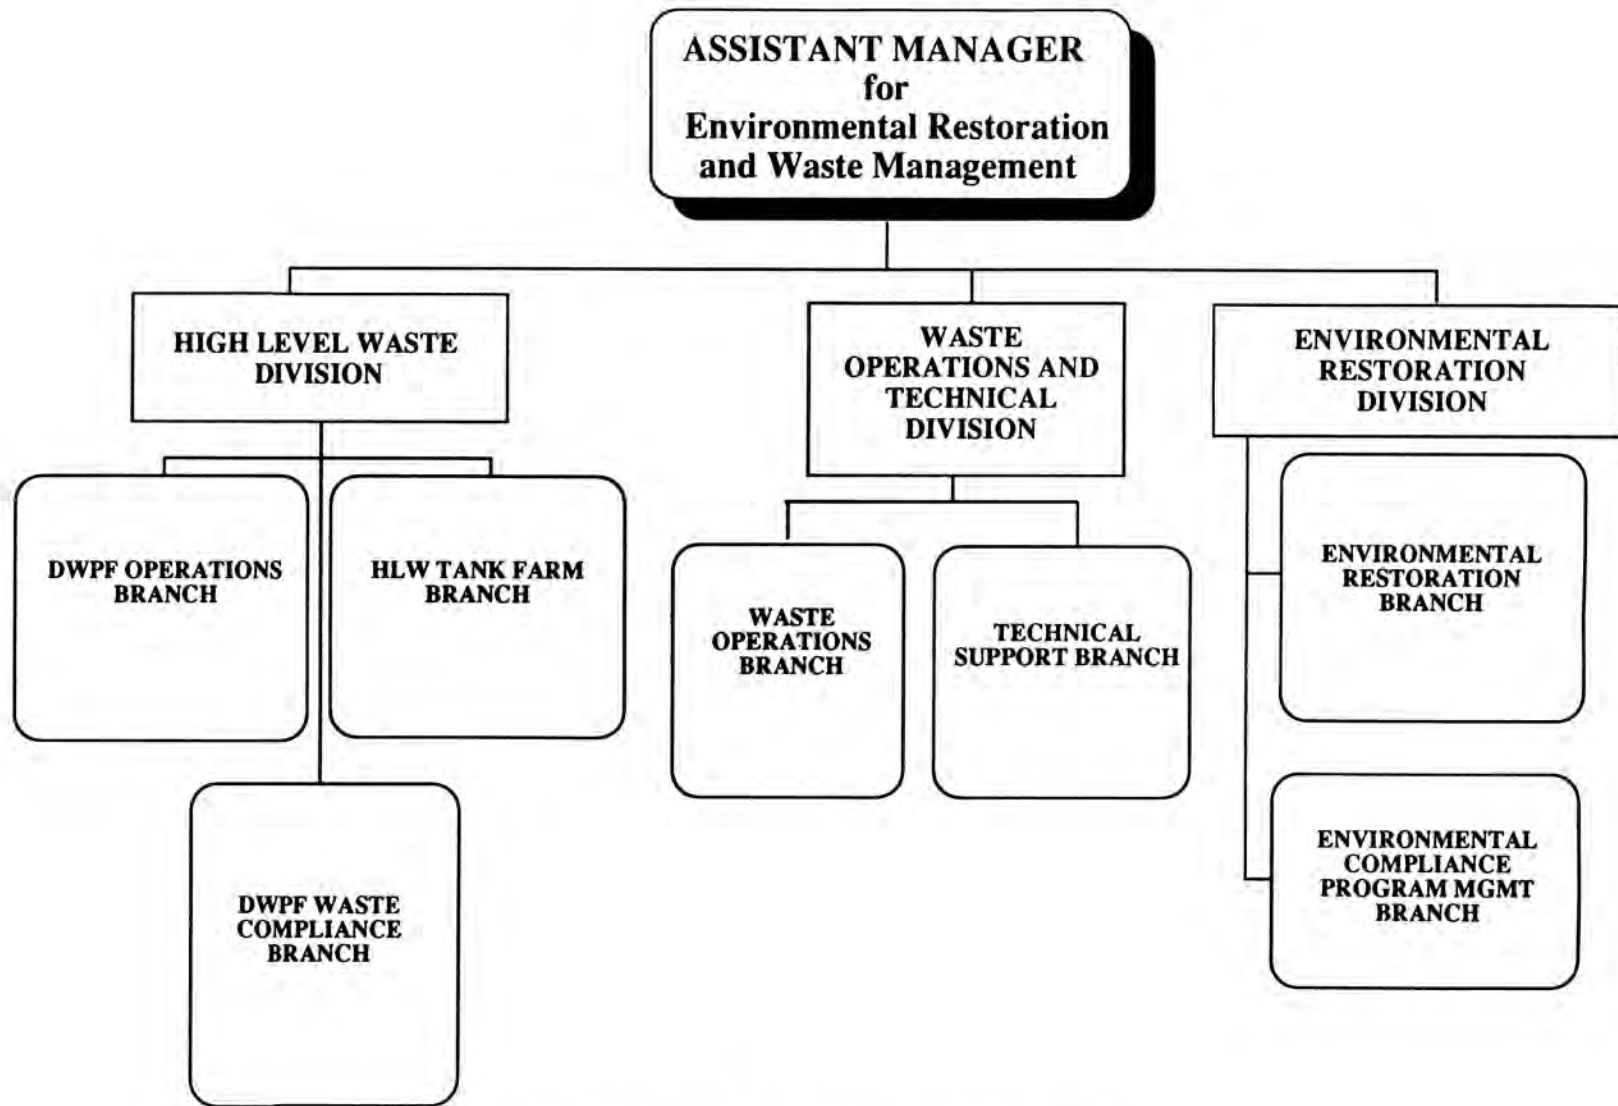 ASSISTANT MANAGER
for
Environmental Restoration
and Waste Management
HIGH LEVEL WASTE
DIVISION
WASTE
OPERATIONS AND
TECHNICAL
DIVISION
ENVIRONMENTAL
RESTORATION
DIVISION
DWPF OPERATIONS
BRANCH
HLW TANK FARM
BRANCH
DWPF WASTE
COMPLIANCE
BRANCH
WASTE
OPERATIONS
BRANCH
TECHNICAL
SUPPORT BRANCH
ENVIRONMENTAL
RESTORATION
BRANCH
ENVIRONMENTAL
COMPLIANCE
PROGRAM MGMT
BRANCH